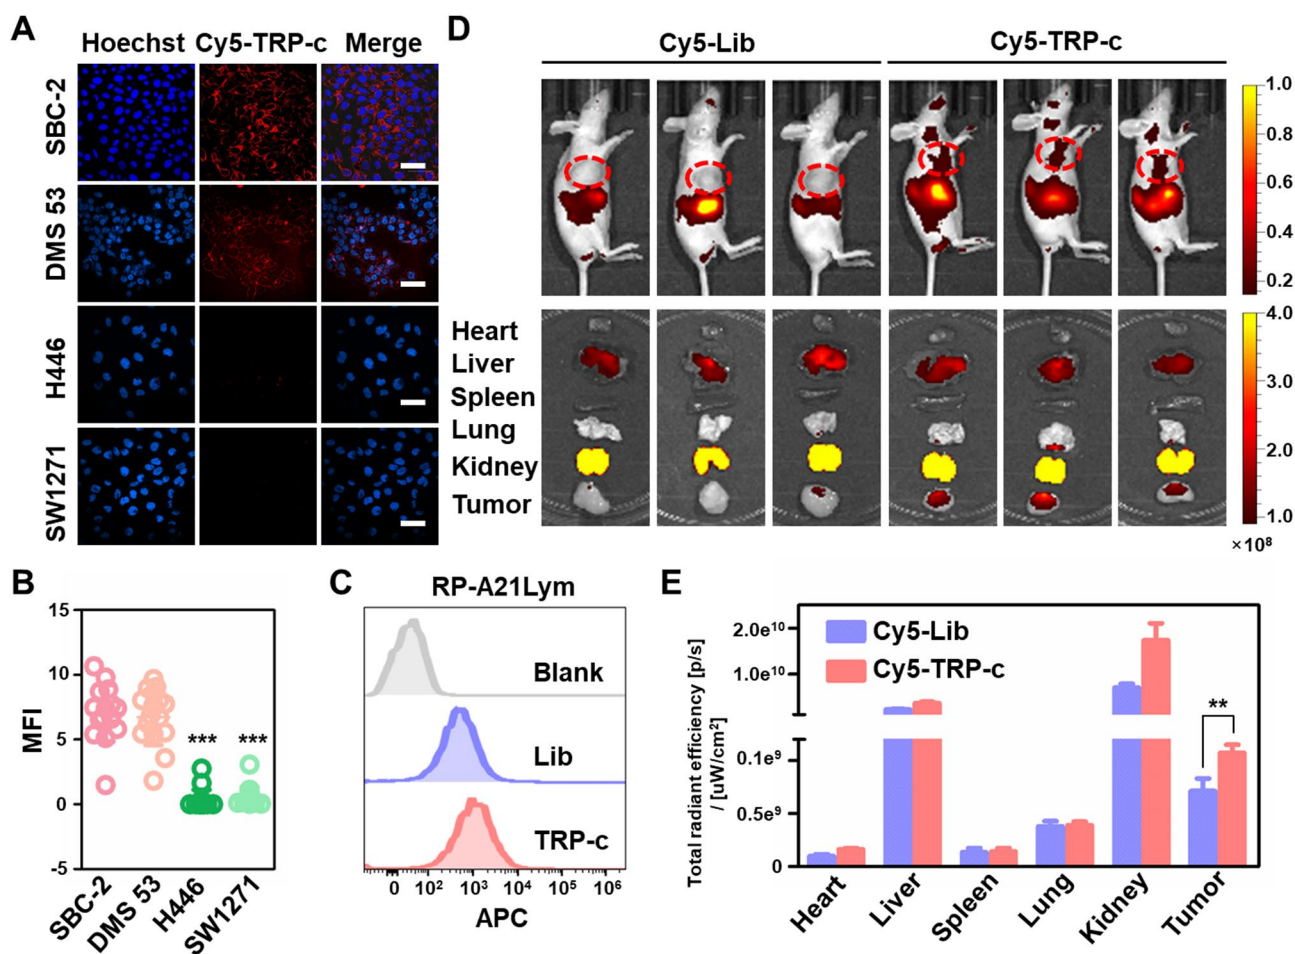 A
Hoechst Cy5-TRP-c Merge
SBC-2
DMS 53
H446
SW1271
D
Cy5-Lib Cy5-TRP-c
1.0
0.8
0.6
0.4
0.2
Heart
Liver
Spleen
Lung
Kidney
Tumor
4.0
3.0
2.0
1.0
×10⁸
B
MFI
15
10
5
0
-5
*** ***
SBC-2 DMS 53 H446 SW1271
C
RP-A21Lym
Blank
Lib
TRP-c
0 10² 10³ 10⁴ 10⁵ 10⁶
APC
E
Total radiant efficiency [p/s]
/ [uW/cm²]
2.0e¹⁰
1.0e¹⁰
0.1e⁹
0.5e⁹
0
Cy5-Lib
Cy5-TRP-c
**
Heart Liver Spleen Lung Kidney Tumor